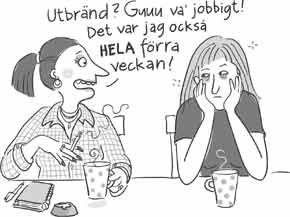 Utbränd? Guuu va' jobbigt!
Det var jag också
HELA förra
veckan!